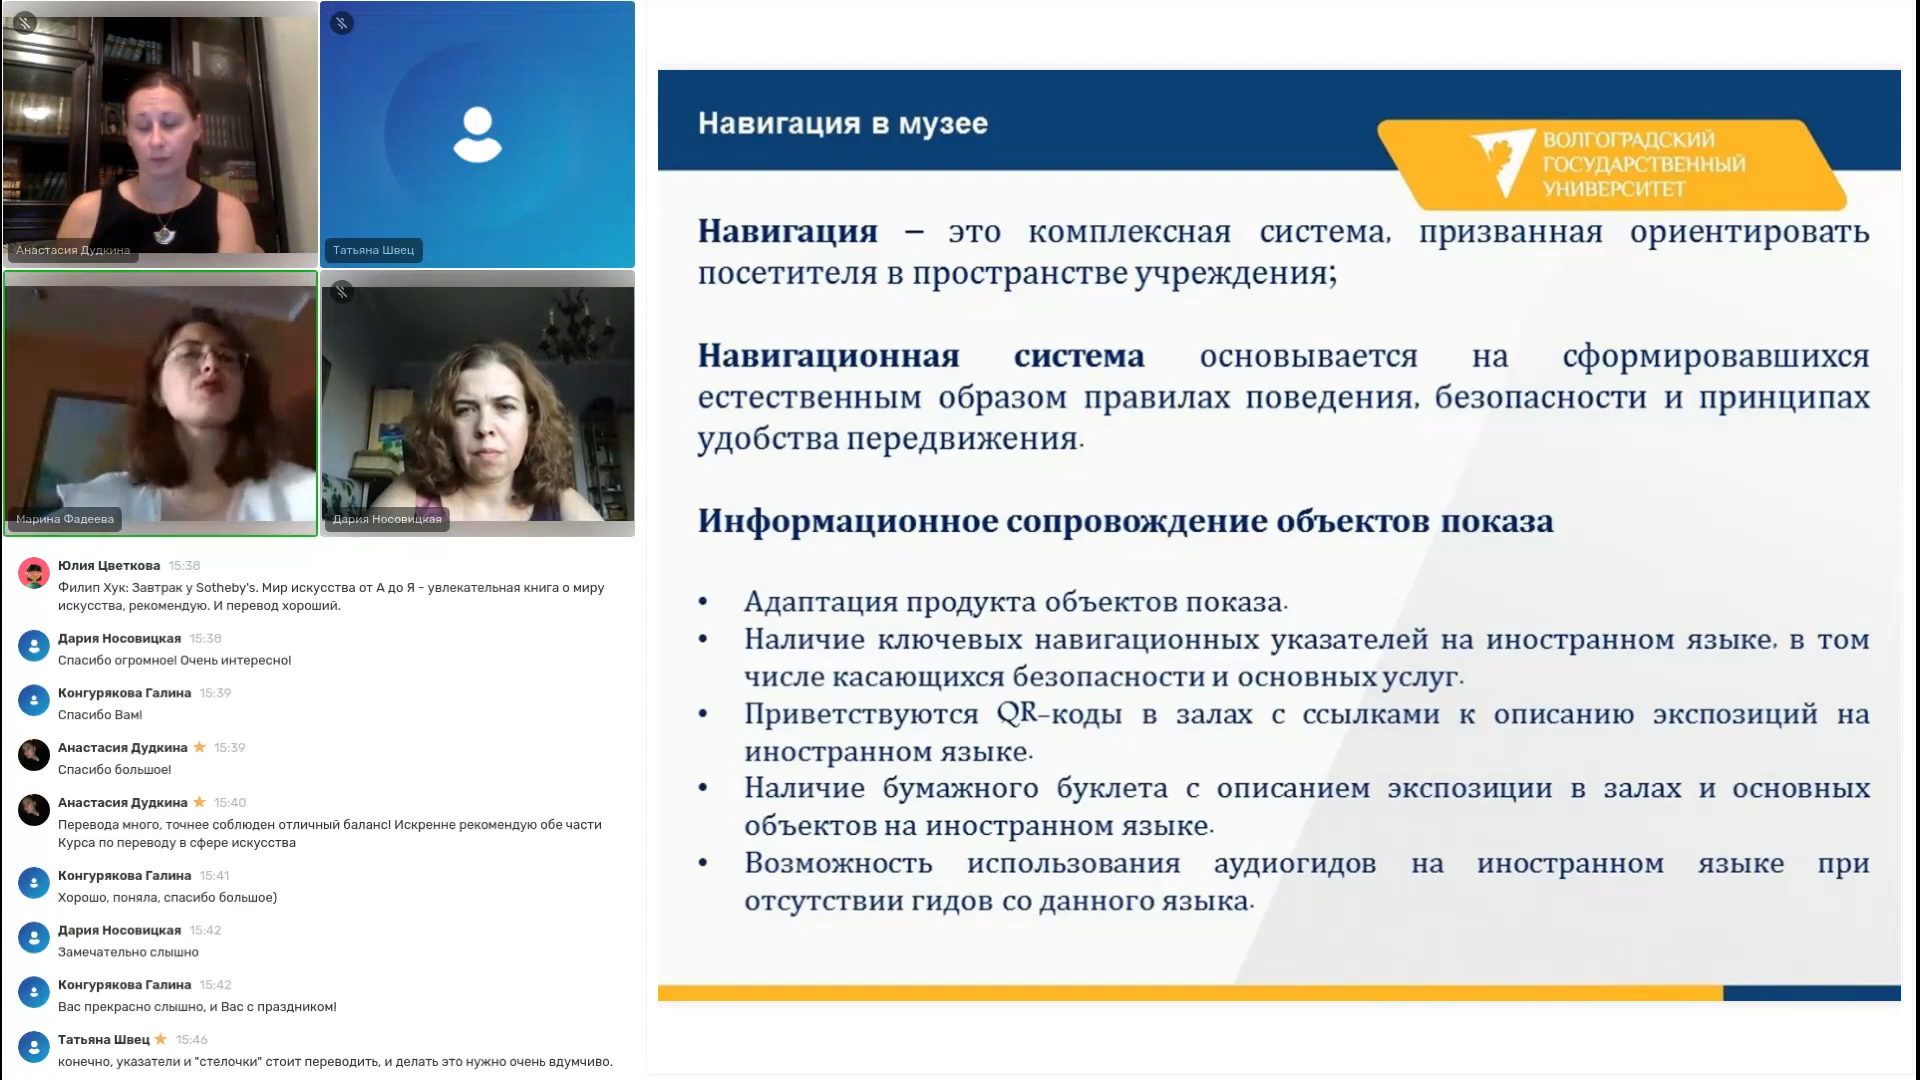 Анастасия Дудкина
Татьяна Швец
Марина Фадеева
Дария Носовицкая
Юлия Цветкова 15:38
Филип Хук: Завтрак у Sotheby's. Мир искусства от А до Я - увлекательная книга о миру
искусства, рекомендую. И перевод хороший.
Дария Носовицкая 15:38
Спасибо огромное! Очень интересно!
Конгурякова Галина 15:39
Спасибо Вам!
Анастасия Дудкина 15:39
Спасибо большое!
Анастасия Дудкина 15:40
Перевода много, точнее соблюден отличный баланс! Искренне рекомендую обе части
Курса по переводу в сфере искусства
Конгурякова Галина 15:41
Хорошо, поняла, спасибо большое)
Дария Носовицкая 15:42
Замечательно слышно
Конгурякова Галина 15:42
Вас прекрасно слышно, и Вас с праздником!
Татьяна Швец 15:46
конечно, указатели и "стелочки" стоит переводить, и делать это нужно очень вдумчиво.
Навигация в музее
ВОЛГОГРАДСКИЙ
ГОСУДАРСТВЕННЫЙ
УНИВЕРСИТЕТ
Навигация – это комплексная система, призванная ориентировать
посетителя в пространстве учреждения;
Навигационная система основывается на сформировавшихся
естественным образом правилах поведения, безопасности и принципах
удобства передвижения.
Информационное сопровождение объектов показа
• Адаптация продукта объектов показа.
• Наличие ключевых навигационных указателей на иностранном языке, в том
числе касающихся безопасности и основных услуг.
• Приветствуются QR-коды в залах с ссылками к описанию экспозиций на
иностранном языке.
• Наличие бумажного буклета с описанием экспозиции в залах и основных
объектов на иностранном языке.
• Возможность использования аудиогидов на иностранном языке при
отсутствии гидов со данного языка.